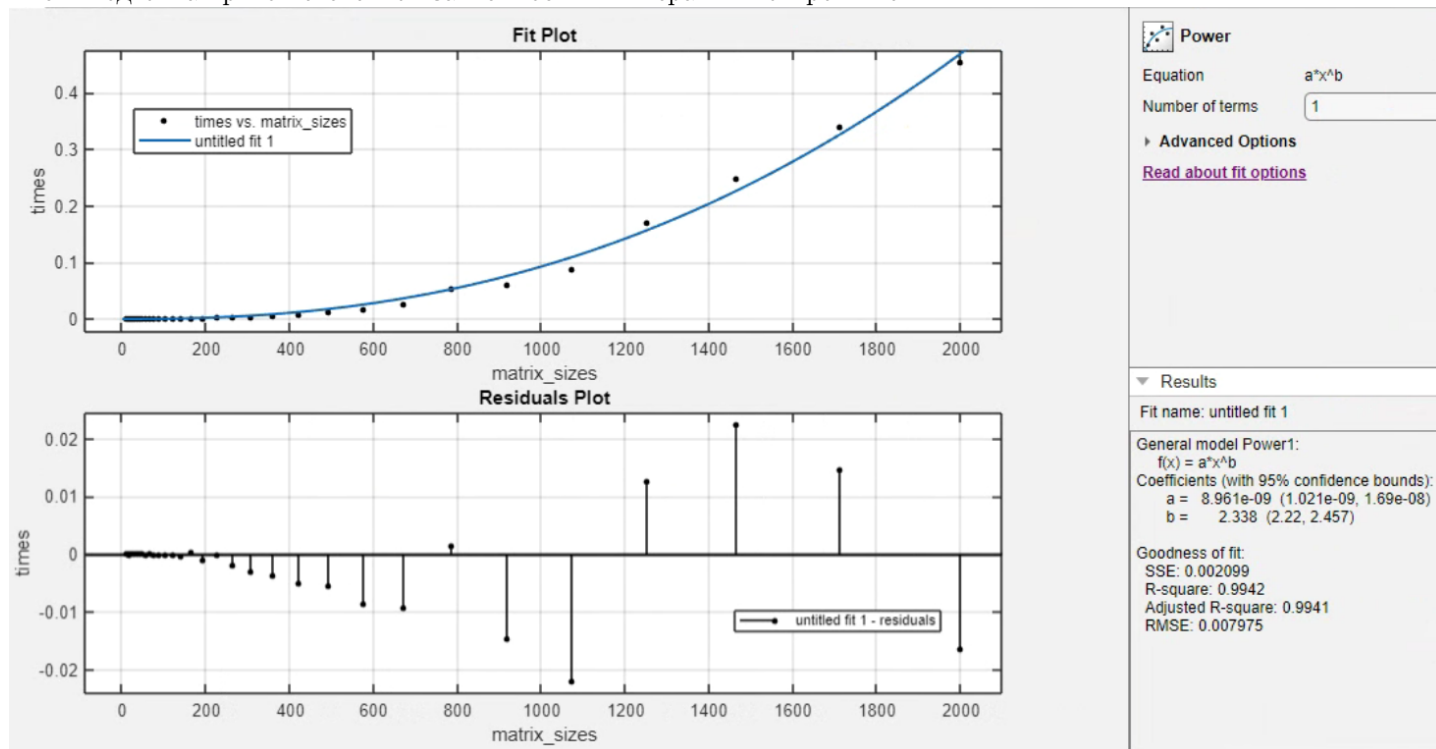 Fit Plot
times vs. matrix_sizes
untitled fit 1
0.4
0.3
0.2
0.1
0
times
0 200 400 600 800 1000 1200 1400 1600 1800 2000
matrix_sizes
Residuals Plot
0.02
0.01
0
-0.01
-0.02
times
untitled fit 1 - residuals
0 200 400 600 800 1000 1200 1400 1600 1800 2000
matrix_sizes
Power
Equation a*x^b
Number of terms 1
Advanced Options
Read about fit options
Results
Fit name: untitled fit 1
General model Power1:
f(x) = a*x^b
Coefficients (with 95% confidence bounds):
a = 8.961e-09 (1.021e-09, 1.69e-08)
b = 2.338 (2.22, 2.457)
Goodness of fit:
SSE: 0.002099
R-square: 0.9942
Adjusted R-square: 0.9941
RMSE: 0.007975